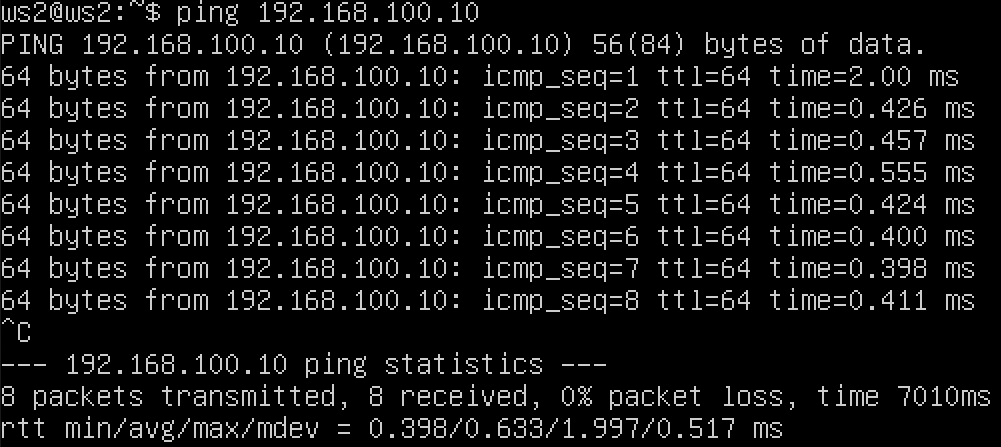 ws2@ws2:~$ ping 192.168.100.10
PING 192.168.100.10 (192.168.100.10) 56(84) bytes of data.
64 bytes from 192.168.100.10: icmp_seq=1 ttl=64 time=2.00 ms
64 bytes from 192.168.100.10: icmp_seq=2 ttl=64 time=0.426 ms
64 bytes from 192.168.100.10: icmp_seq=3 ttl=64 time=0.457 ms
64 bytes from 192.168.100.10: icmp_seq=4 ttl=64 time=0.555 ms
64 bytes from 192.168.100.10: icmp_seq=5 ttl=64 time=0.424 ms
64 bytes from 192.168.100.10: icmp_seq=6 ttl=64 time=0.400 ms
64 bytes from 192.168.100.10: icmp_seq=7 ttl=64 time=0.398 ms
64 bytes from 192.168.100.10: icmp_seq=8 ttl=64 time=0.411 ms
^C
--- 192.168.100.10 ping statistics ---
8 packets transmitted, 8 received, 0% packet loss, time 7010ms
rtt min/avg/max/mdev = 0.398/0.633/1.997/0.517 ms